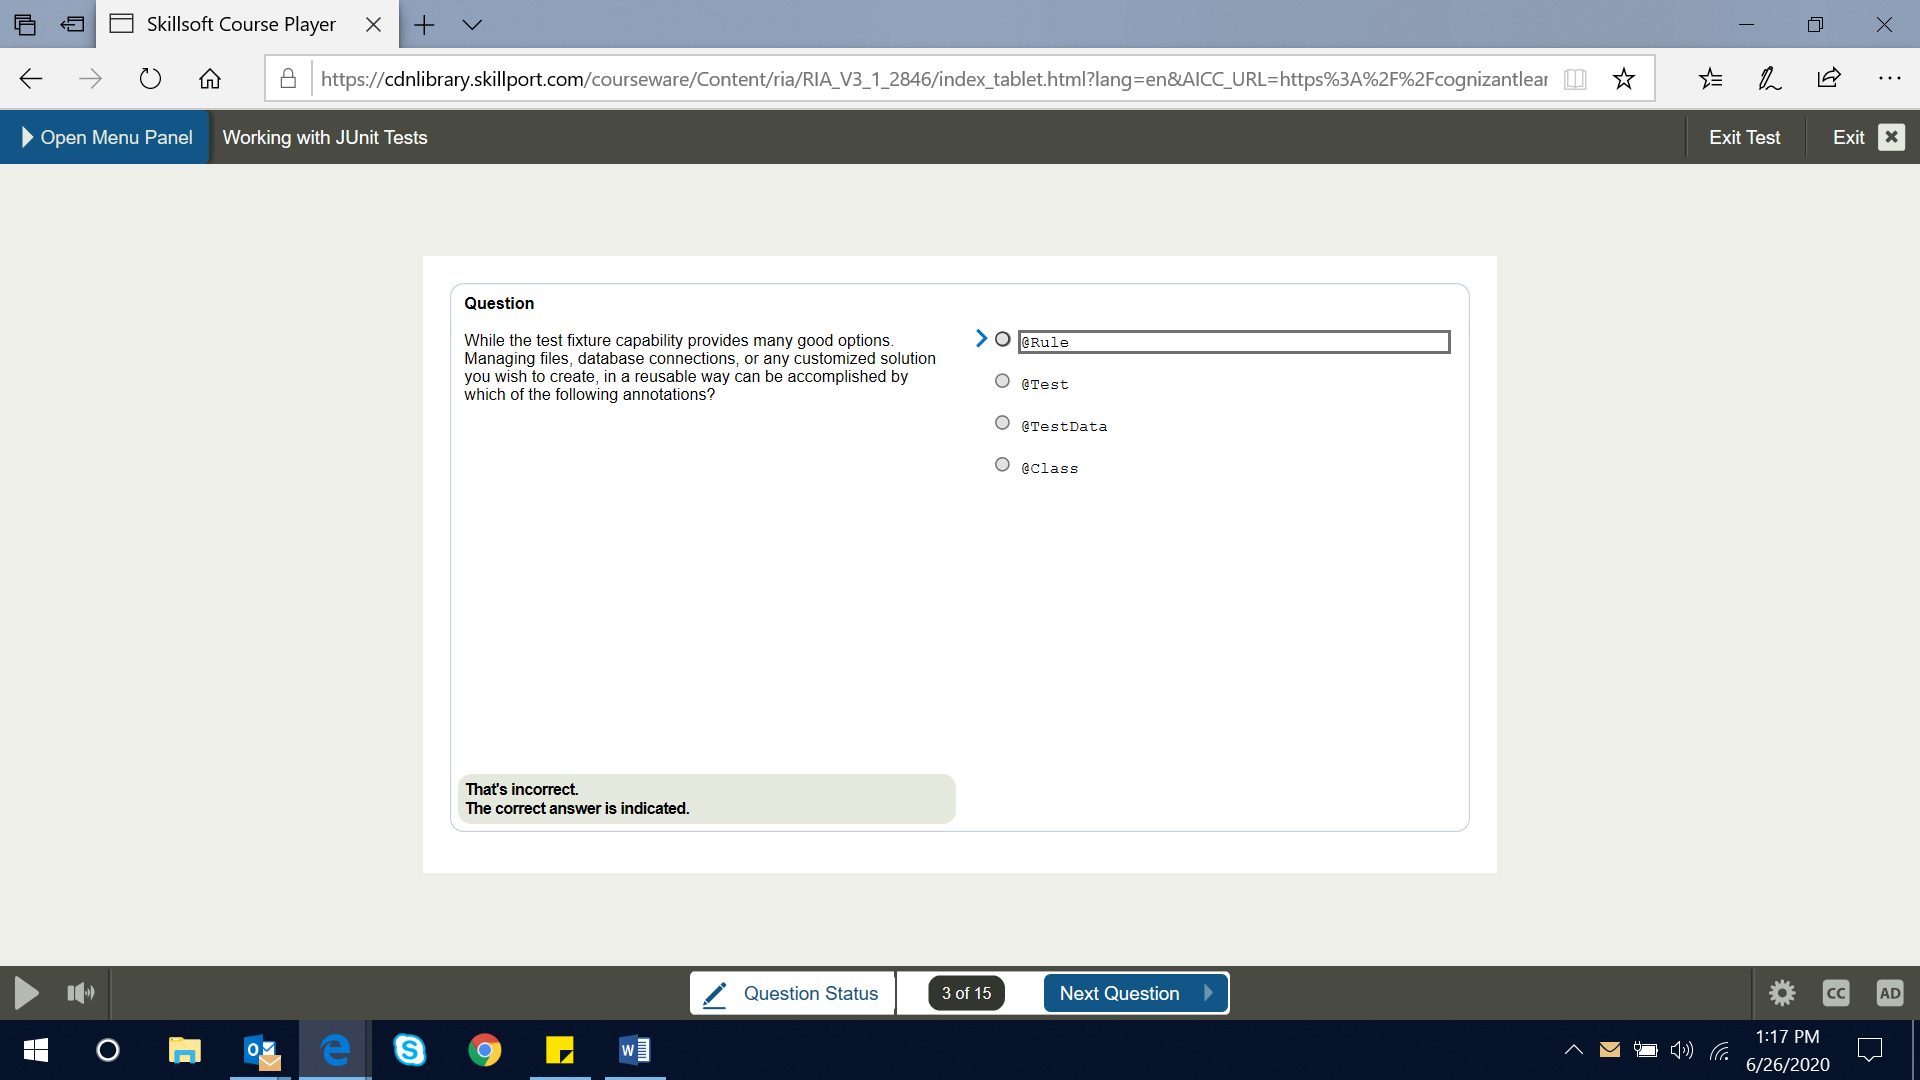 Skillsoft Course Player
https://cdnlibrary.skillport.com/courseware/Content/ria/RIA_V3_1_2846/index_tablet.html?lang=en&AICC_URL=https%3A%2F%2Fcognizantlear
Open Menu Panel
Working with JUnit Tests
Exit Test
Exit
Question
While the test fixture capability provides many good options.
Managing files, database connections, or any customized solution
you wish to create, in a reusable way can be accomplished by
which of the following annotations?
@Rule
@Test
@TestData
@Class
That's incorrect.
The correct answer is indicated.
Question Status
3 of 15
Next Question
CC
AD
1:17 PM
6/26/2020